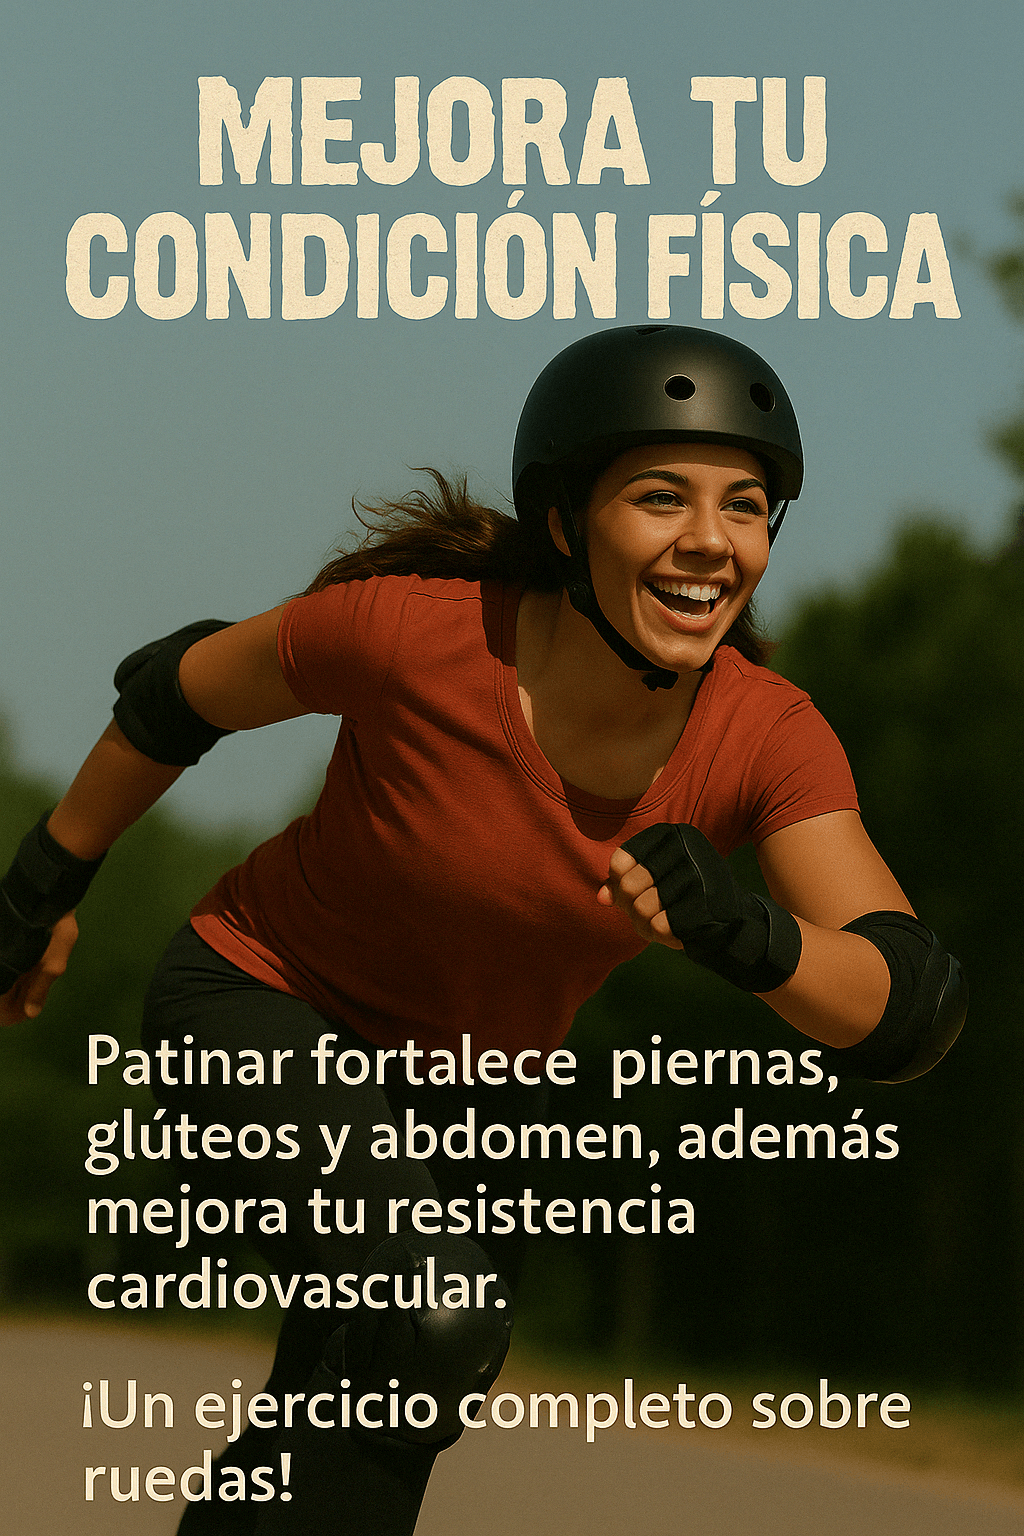 MEJORA TU
CONDICIÓN FÍSICA
Patinar fortalece piernas,
glúteos y abdomen, además
mejora tu resistencia
cardiovascular.
¡Un ejercicio completo sobre
ruedas!